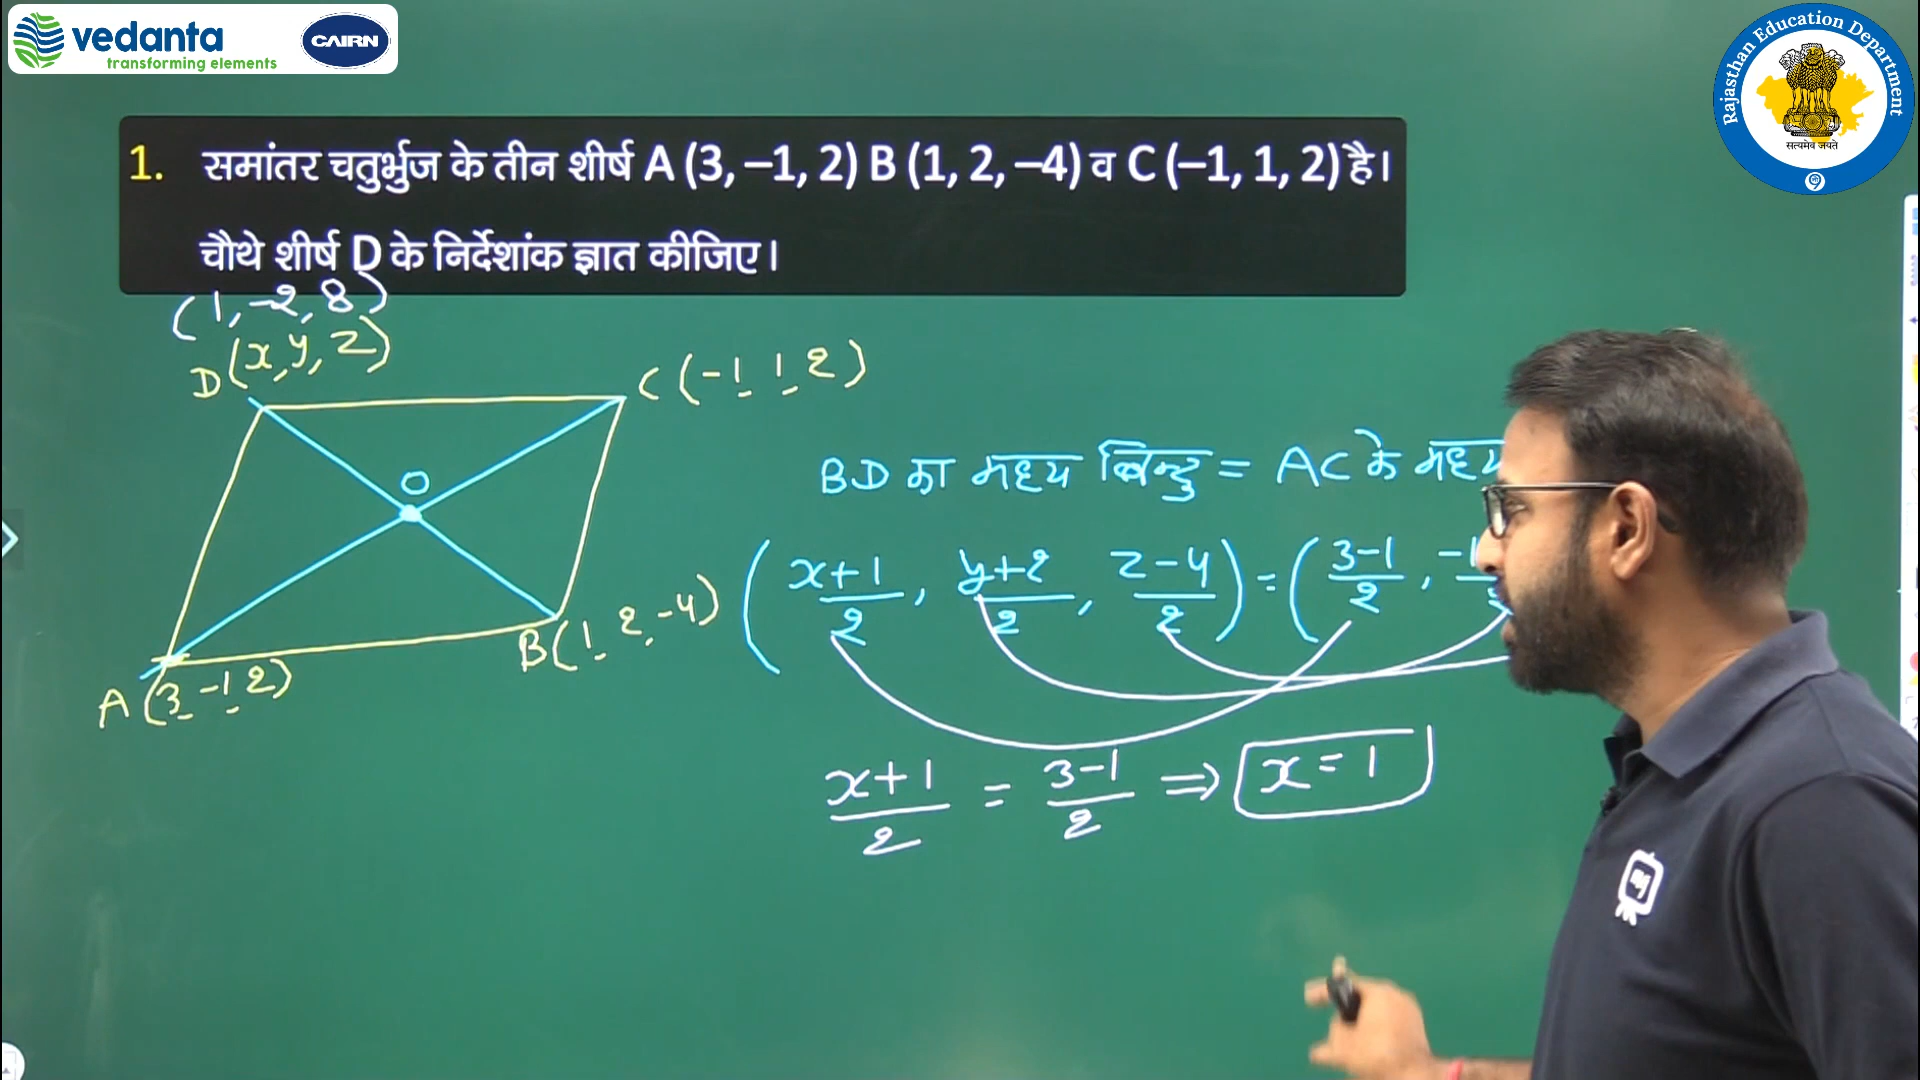 vedanta
transforming elements
CAIRN
Rajasthan Education Department
सत्यमेव जयते
1. समांतर चतुर्भुज के तीन शीर्ष A (3, –1, 2) B (1, 2, –4) व C (–1, 1, 2) है।
चौथे शीर्ष D के निर्देशांक ज्ञात कीजिए।
(1, -2, 8)
D (x, y, z)
C (-1, 1, 2)
O
B (1, 2, -4)
A (3, -1, 2)
BD का मध्य बिन्दु = AC के मध्य
(x+1/2, y+2/2, z-4/2) = (3-1/2, -1
x+1/2 = 3-1/2 ⇒ x = 1